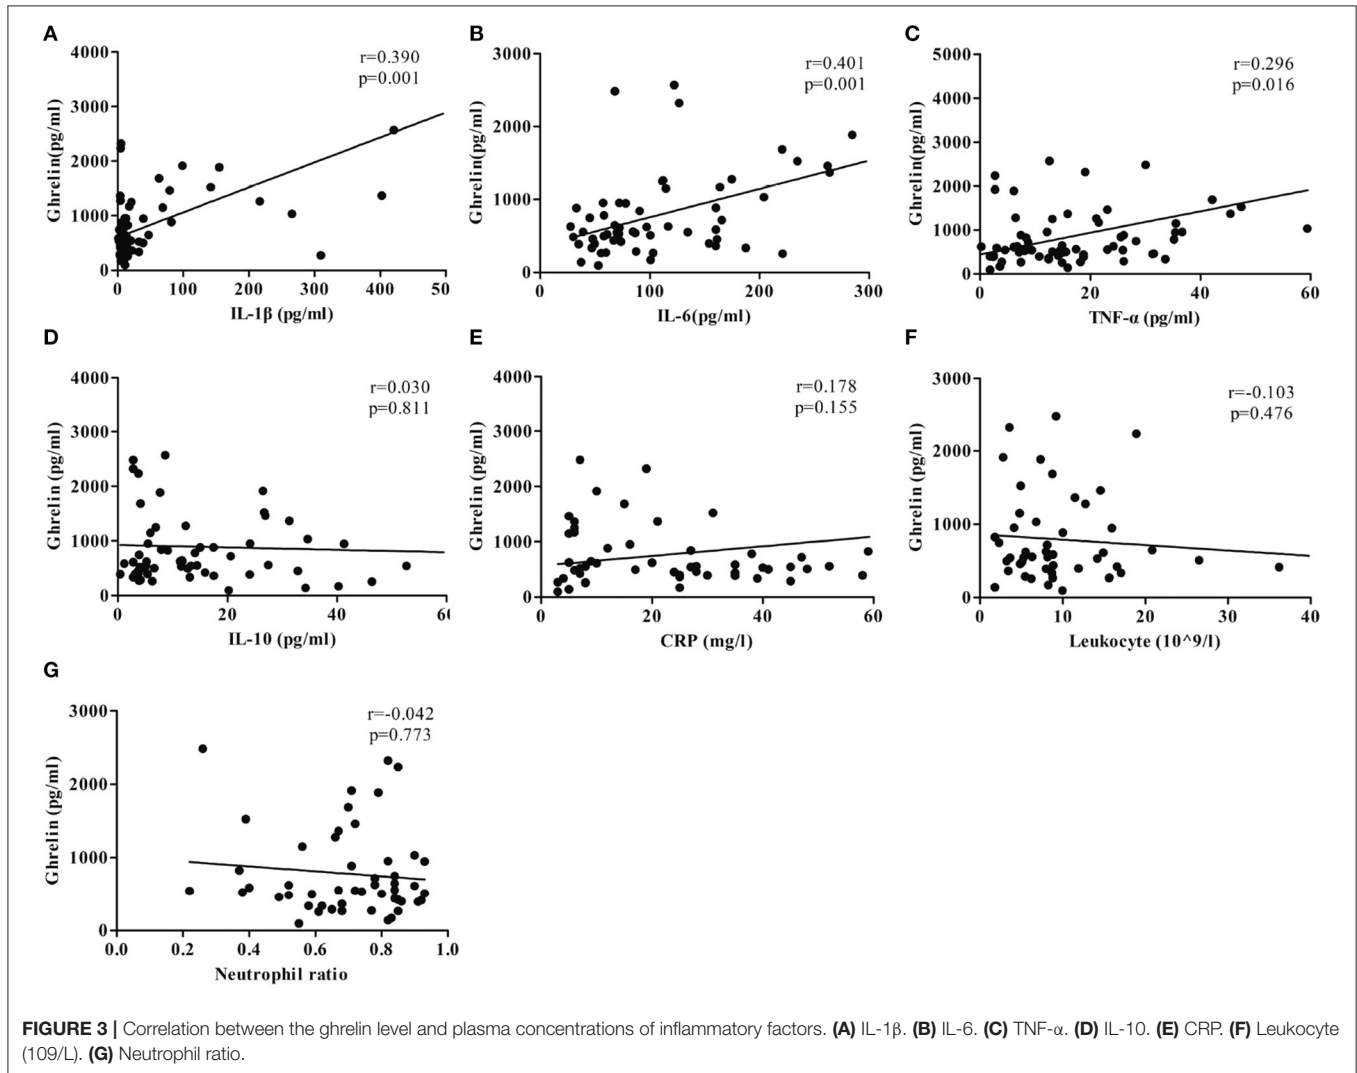 A
4000
3000
2000
1000
0
Ghrelin(pg/ml)
r=0.390
p=0.001
0 100 200 300 400 50
IL-1β (pg/ml)
B
3000
2000
1000
0
Ghrelin(pg/ml)
r=0.401
p=0.001
0 100 200 300
IL-6(pg/ml)
C
5000
4000
3000
2000
1000
0
Ghrelin(pg/ml)
r=0.296
p=0.016
0 20 40 60
TNF-α (pg/ml)
D
4000
3000
2000
1000
0
Ghrelin (pg/ml)
r=0.030
p=0.811
0 20 40 60
IL-10 (pg/ml)
E
4000
3000
2000
1000
0
Ghrelin (pg/ml)
r=0.178
p=0.155
0 20 40 60
CRP (mg/l)
F
3000
2000
1000
0
Ghrelin (pg/ml)
r=-0.103
p=0.476
0 10 20 30 40
Leukocyte (10^9/l)
G
3000
2000
1000
0
Ghrelin (pg/ml)
r=-0.042
p=0.773
0.0 0.2 0.4 0.6 0.8 1.0
Neutrophil ratio
FIGURE 3 | Correlation between the ghrelin level and plasma concentrations of inflammatory factors. (A) IL-1β. (B) IL-6. (C) TNF-α. (D) IL-10. (E) CRP. (F) Leukocyte
(109/L). (G) Neutrophil ratio.